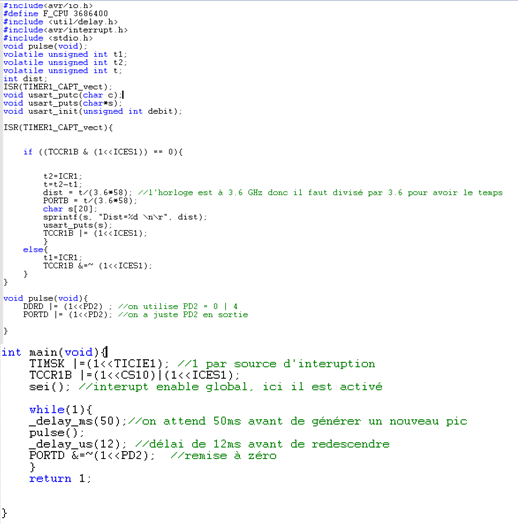 #include<avr/io.h>
#define F_CPU 3686400
#include <util/delay.h>
#include<avr/interrupt.h>
#include <stdio.h>
void pulse(void);
volatile unsigned int t1;
volatile unsigned int t2;
volatile unsigned int t;
int dist;
ISR(TIMER1_CAPT_vect);
void usart_putc(char c);
void usart_puts(char*s);
void usart_init(unsigned int debit);
ISR(TIMER1_CAPT_vect){
if ((TCCR1B & (1<<ICES1)) == 0){
t2=ICR1;
t=t2-t1;
dist = t/(3.6*58); //l'horloge est à 3.6 GHz donc il faut divisé par 3.6 pour avoir le temps
PORTB = t/(3.6*58);
char s[20];
sprintf(s, "Dist=%d \n\r", dist);
usart_puts(s);
TCCR1B |= (1<<ICES1);
}
else{
t1=ICR1;
TCCR1B &=~ (1<<ICES1);
}
}
void pulse(void){
DDRD |= (1<<PD2) ; //on utilise PD2 = 0 | 4
PORTD |= (1<<PD2); //on a juste PD2 en sortie
}
int main(void){
TIMSK |=(1<<TICIE1); //1 par source d'interuption
TCCR1B |=(1<<CS10)|(1<<ICES1);
sei(); //interupt enable global, ici il est activé
while(1){
_delay_ms(50);//on attend 50ms avant de générer un nouveau pic
pulse();
_delay_us(12); //délai de 12ms avant de redescendre
PORTD &=~(1<<PD2); //remise à zéro
}
return 1;
}